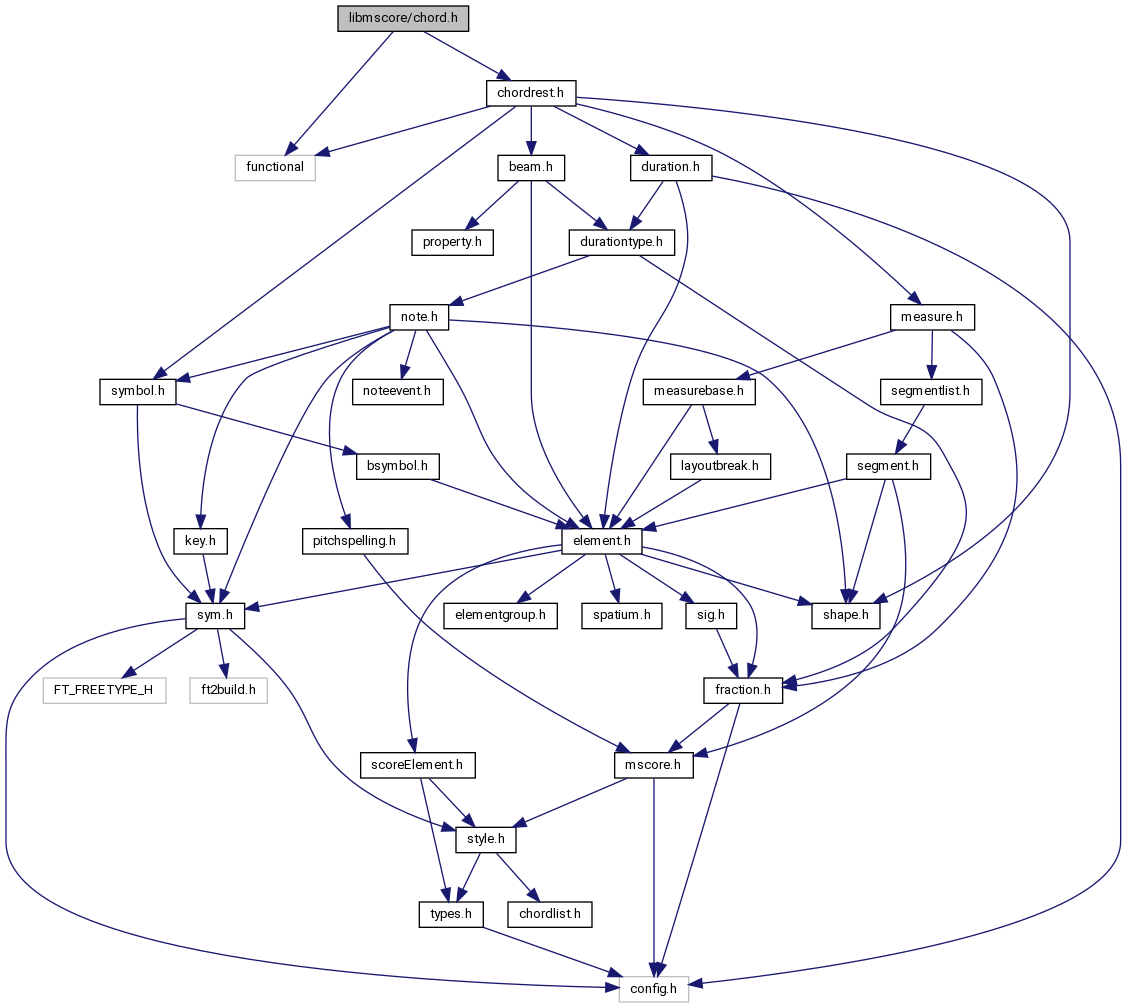 libmscore/chord.h
chordrest.h
functional
beam.h
duration.h
property.h
durationtype.h
note.h
measure.h
symbol.h
noteevent.h
measurebase.h
segmentlist.h
bsymbol.h
layoutbreak.h
segment.h
key.h
pitchspelling.h
element.h
sym.h
elementgroup.h
spatium.h
sig.h
shape.h
FT_FREETYPE_H
ft2build.h
fraction.h
scoreElement.h
mscore.h
style.h
types.h
chordlist.h
config.h